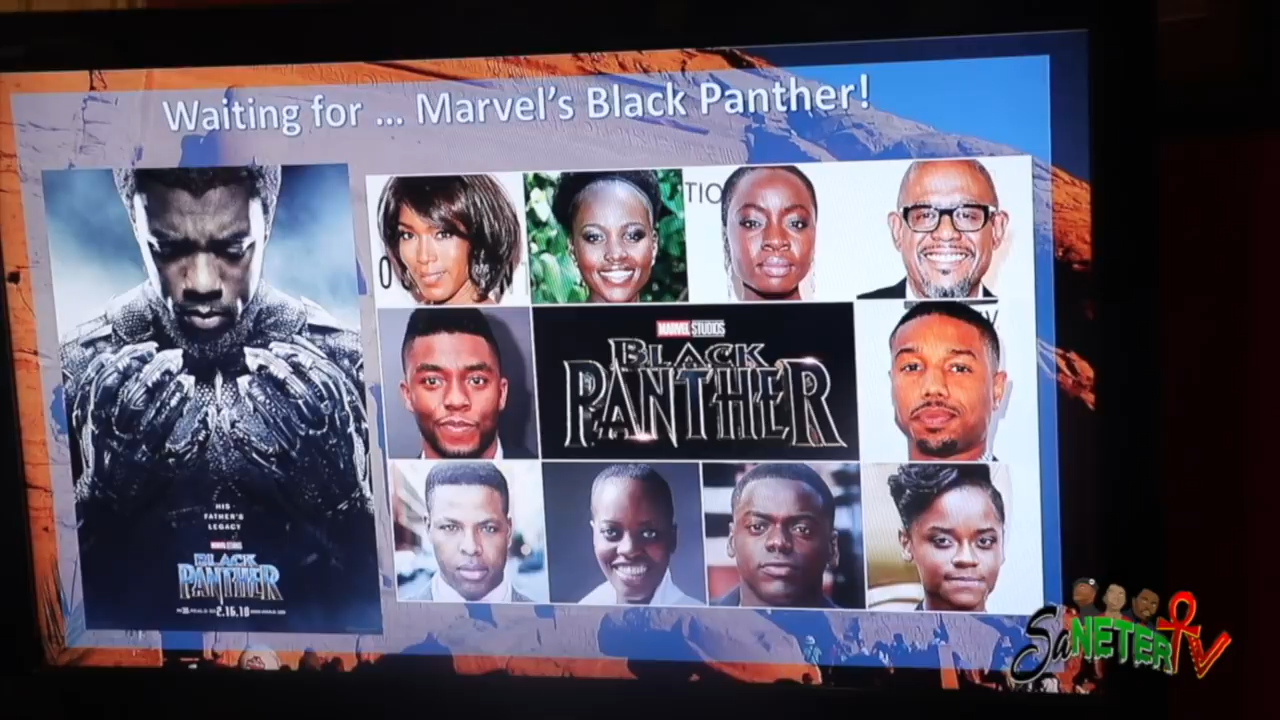 Waiting for ... Marvel's Black Panther!
TIO
MARVEL STUDIOS
BLACK
PANTHER
HIS
FATHER'S
LEGACY
MARVEL STUDIOS
BLACK
PANTHER
2.16.18
SaNETER TV